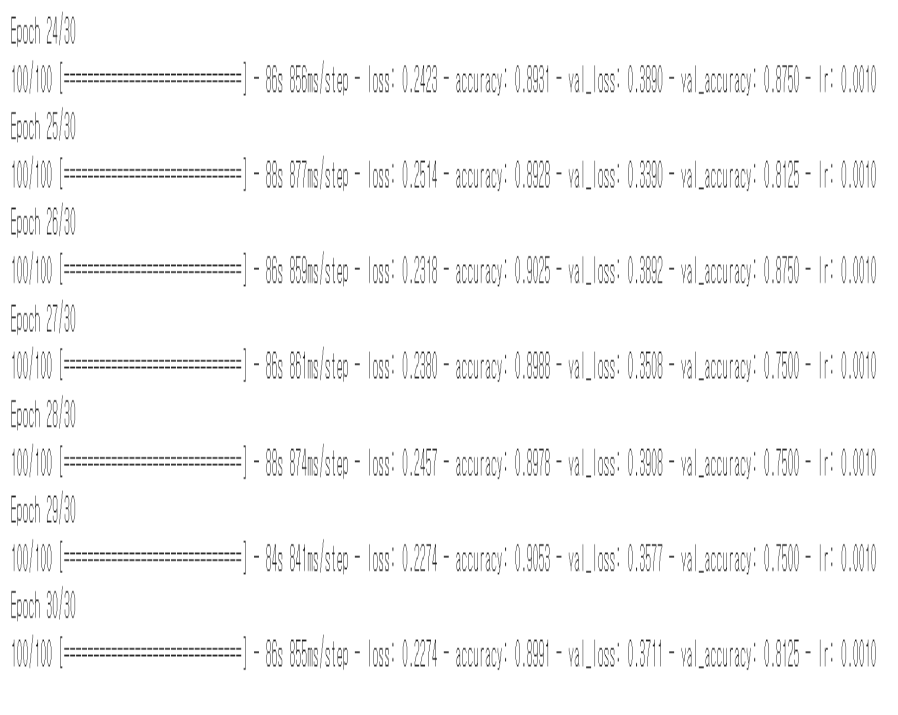 Epoch 24/30
100/100 [==============================] - 86s 856ms/step - loss: 0.2423 - accuracy: 0.8931 - val_loss: 0.3890 - val_accuracy: 0.8750 - lr: 0.0010
Epoch 25/30
100/100 [==============================] - 88s 877ms/step - loss: 0.2514 - accuracy: 0.8928 - val_loss: 0.3390 - val_accuracy: 0.8125 - lr: 0.0010
Epoch 26/30
100/100 [==============================] - 86s 859ms/step - loss: 0.2318 - accuracy: 0.9025 - val_loss: 0.3892 - val_accuracy: 0.8750 - lr: 0.0010
Epoch 27/30
100/100 [==============================] - 86s 861ms/step - loss: 0.2380 - accuracy: 0.8988 - val_loss: 0.3508 - val_accuracy: 0.7500 - lr: 0.0010
Epoch 28/30
100/100 [==============================] - 88s 874ms/step - loss: 0.2457 - accuracy: 0.8978 - val_loss: 0.3908 - val_accuracy: 0.7500 - lr: 0.0010
Epoch 29/30
100/100 [==============================] - 84s 841ms/step - loss: 0.2274 - accuracy: 0.9053 - val_loss: 0.3577 - val_accuracy: 0.7500 - lr: 0.0010
Epoch 30/30
100/100 [==============================] - 86s 855ms/step - loss: 0.2274 - accuracy: 0.8991 - val_loss: 0.3711 - val_accuracy: 0.8125 - lr: 0.0010